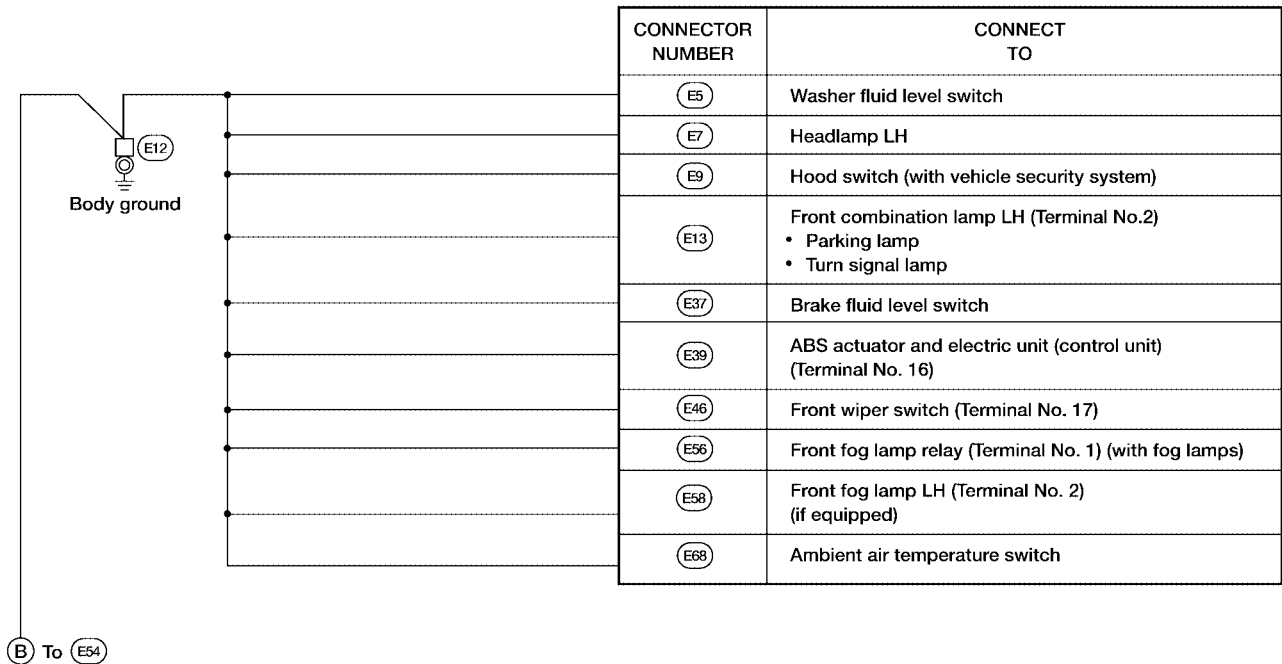 CONNECTOR NUMBER
CONNECT TO
E5
Washer fluid level switch
E7
Headlamp LH
E9
Hood switch (with vehicle security system)
E13
Front combination lamp LH (Terminal No.2)
• Parking lamp
• Turn signal lamp
E37
Brake fluid level switch
E39
ABS actuator and electric unit (control unit)
(Terminal No. 16)
E46
Front wiper switch (Terminal No. 17)
E56
Front fog lamp relay (Terminal No. 1) (with fog lamps)
E58
Front fog lamp LH (Terminal No. 2)
(if equipped)
E68
Ambient air temperature switch
E12
Body ground
B To E54